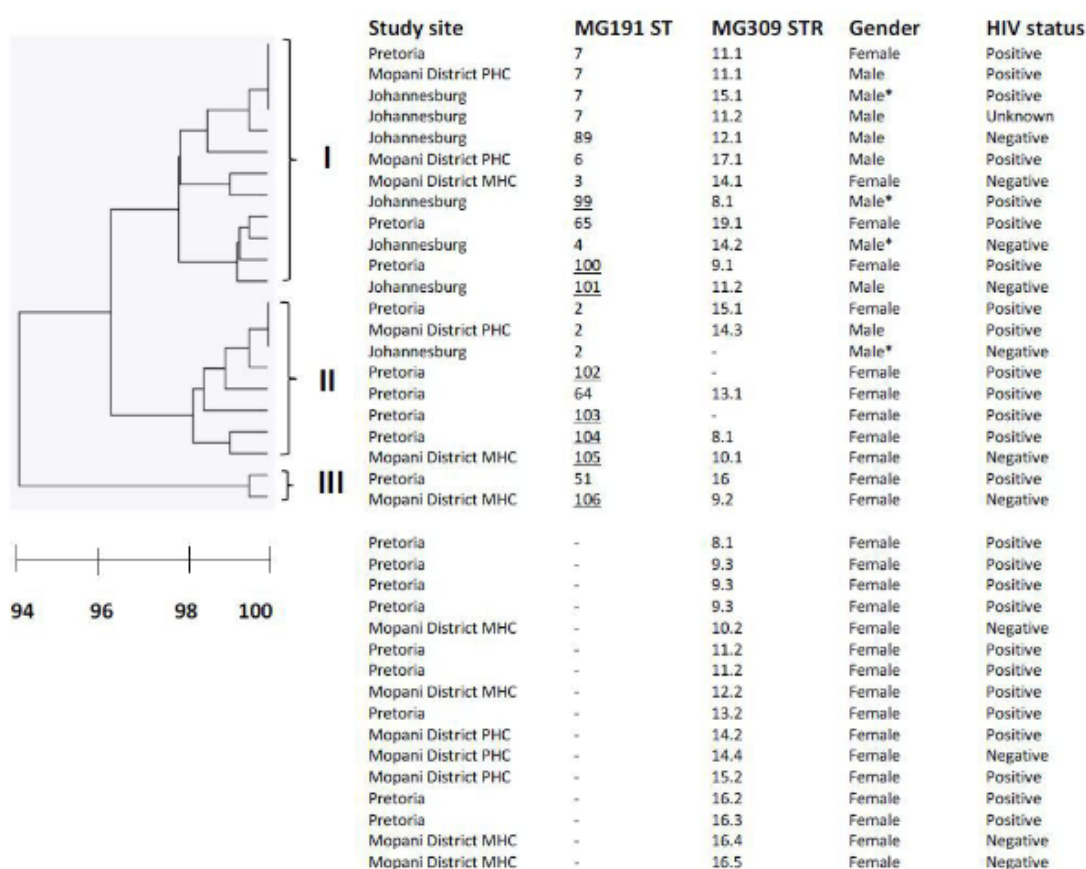 Study site MG191 ST MG309 STR Gender HIV status
Pretoria 7 11.1 Female Positive
Mopani District PHC 7 11.1 Male Positive
Johannesburg 7 15.1 Male* Positive
Johannesburg 7 11.2 Male Unknown
Johannesburg 89 12.1 Male Negative
I
Mopani District PHC 6 17.1 Male Positive
Mopani District MHC 3 14.1 Female Negative
Johannesburg 99 8.1 Male* Positive
Pretoria 65 19.1 Female Positive
Johannesburg 4 14.2 Male* Negative
Pretoria 100 9.1 Female Positive
Johannesburg 101 11.2 Male Negative
Pretoria 2 15.1 Female Positive
Mopani District PHC 2 14.3 Male Positive
Johannesburg 2 - Male* Negative
II
Pretoria 102 - Female Positive
Pretoria 64 13.1 Female Positive
Pretoria 103 - Female Positive
Pretoria 104 8.1 Female Positive
Mopani District MHC 105 10.1 Female Negative
III
Pretoria 51 16 Female Positive
Mopani District MHC 106 9.2 Female Negative
Pretoria - 8.1 Female Positive
Pretoria - 9.3 Female Positive
Pretoria - 9.3 Female Positive
Pretoria - 9.3 Female Positive
94 96 98 100
Mopani District MHC - 10.2 Female Negative
Pretoria - 11.2 Female Positive
Pretoria - 11.2 Female Positive
Mopani District MHC - 12.2 Female Positive
Pretoria - 13.2 Female Positive
Mopani District PHC - 14.2 Female Positive
Mopani District PHC - 14.4 Female Negative
Mopani District PHC - 15.2 Female Positive
Pretoria - 16.2 Female Positive
Pretoria - 16.3 Female Positive
Mopani District MHC - 16.4 Female Negative
Mopani District MHC - 16.5 Female Negative